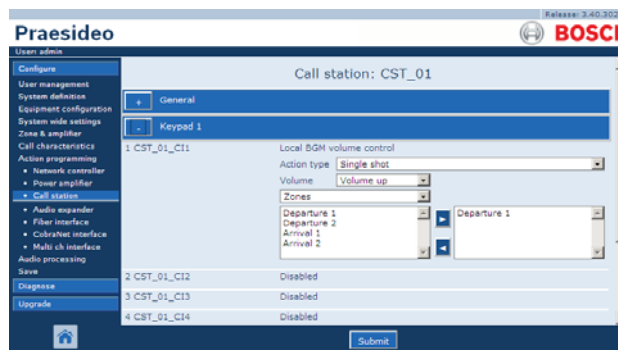 Release: 3.40.302
Praesideo
BOSCH
User: admin
Configure
User management
System definition
Equipment configuration
System wide settings
Zone & amplifier
Call characteristics
Action programming
• Network controller
• Power amplifier
• Call station
• Audio expander
• Fiber interface
• CobraNet interface
• Multi ch interface
Audio processing
Save
Diagnose
Upgrade
Call station: CST_01
+ General
- Keypad 1
1 CST_01_CI1 Local BGM volume control
Action type Single shot
Volume Volume up
Zones
Departure 1
Departure 2
Arrival 1
Arrival 2
Departure 1
2 CST_01_CI2 Disabled
3 CST_01_CI3 Disabled
4 CST_01_CI4 Disabled
Submit